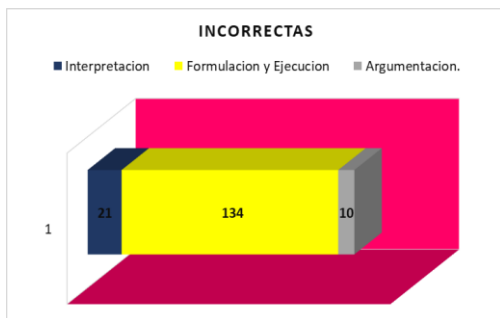 INCORRECTAS
Interpretacion Formulacion y Ejecucion Argumentacion.
21 134 10
1